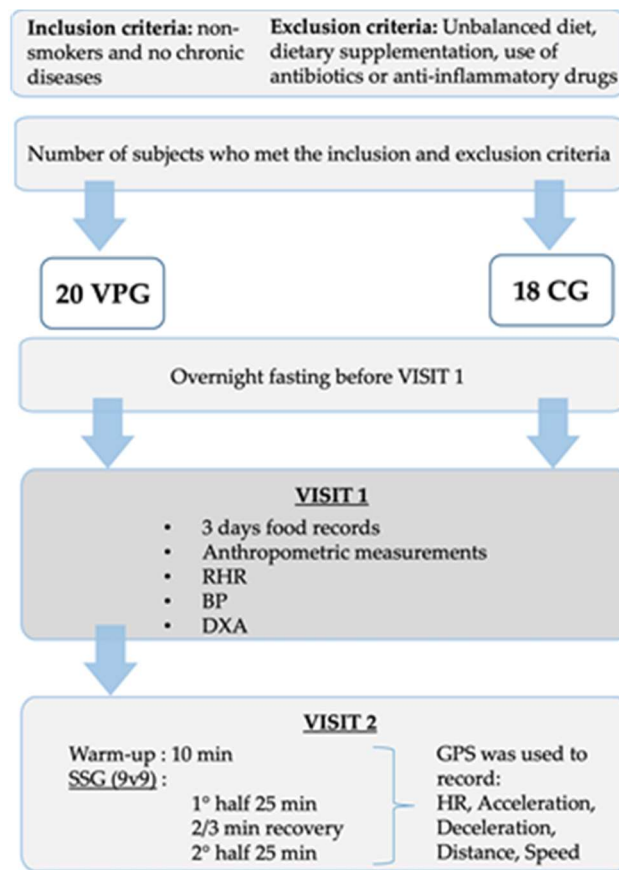 Inclusion criteria: non-
smokers and no chronic
diseases
Exclusion criteria: Unbalanced diet,
dietary supplementation, use of
antibiotics or anti-inflammatory drugs
Number of subjects who met the inclusion and exclusion criteria
20 VPG
18 CG
Overnight fasting before VISIT 1
VISIT 1
• 3 days food records
• Anthropometric measurements
• RHR
• BP
• DXA
VISIT 2
Warm-up : 10 min
SSG (9v9) :
1° half 25 min
2/3 min recovery
2° half 25 min
GPS was used to
record:
HR, Acceleration,
Deceleration,
Distance, Speed